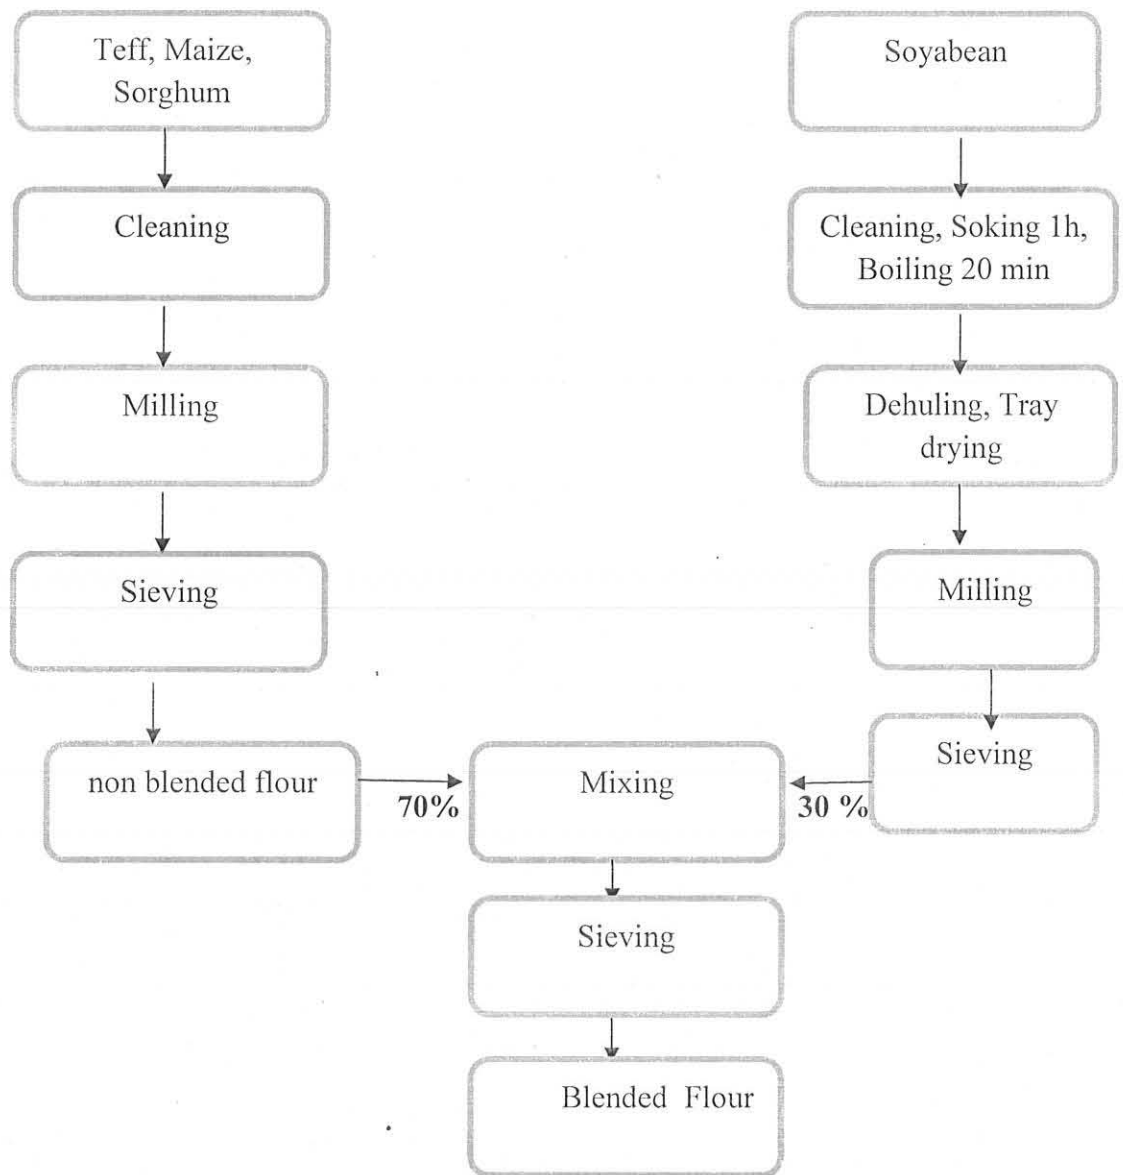 Teff, Maize,
Sorghum
Cleaning
Milling
Sieving
non blended flour
70%
Soyabean
Cleaning, Soking 1h,
Boiling 20 min
Dehuling, Tray
drying
Milling
Sieving
30 %
Mixing
Sieving
Blended Flour